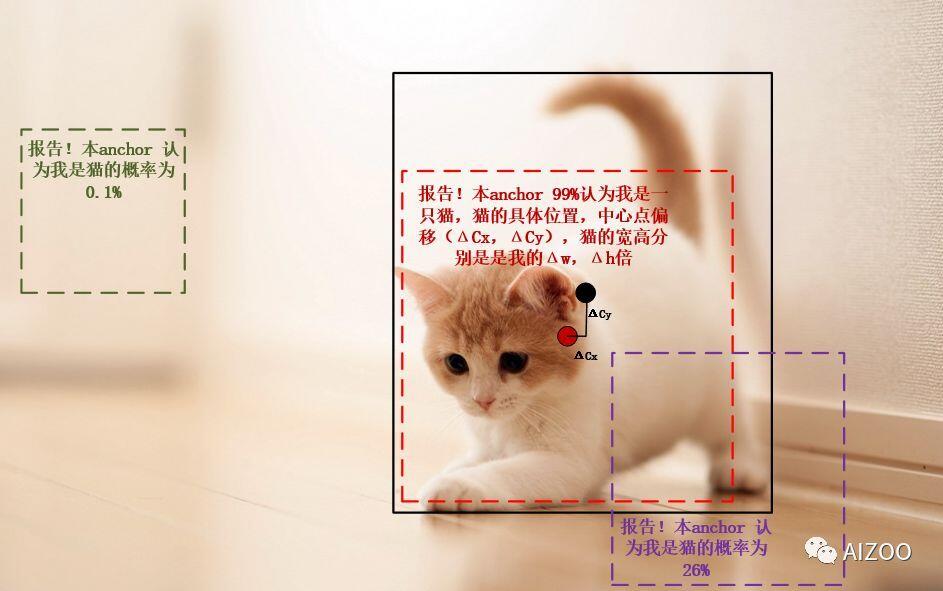 报告！本anchor 认
为我是猫的概率为
0.1%
报告！本anchor 99%认为我是一
只猫，猫的具体位置，中心点偏
移（ΔCx，ΔCy），猫的宽高分
别是是我的Δw，Δh倍
ΔCy
ΔCx
报告！本anchor 认
为我是猫的概率为
26%
AIZOO